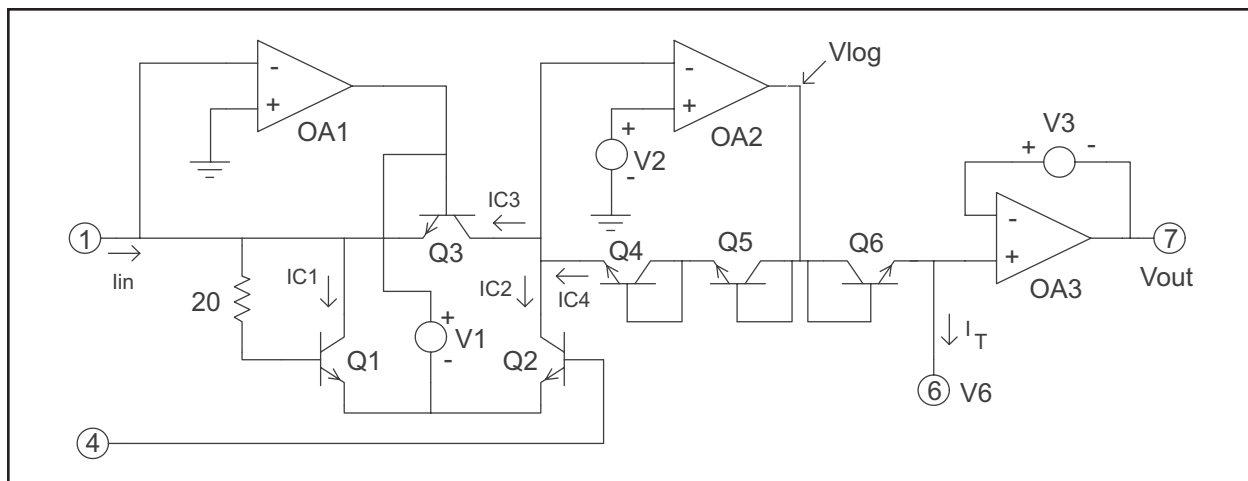 Vlog
-
+
OA1
-
+
OA2
+
V2
-
V3
+
-
1
Iin
IC3
Q3
20
IC1
+
V1
-
Q1
IC2
IC4
Q2
Q4
Q5
Q6
-
+
OA3
7
Vout
I T
6
V6
4